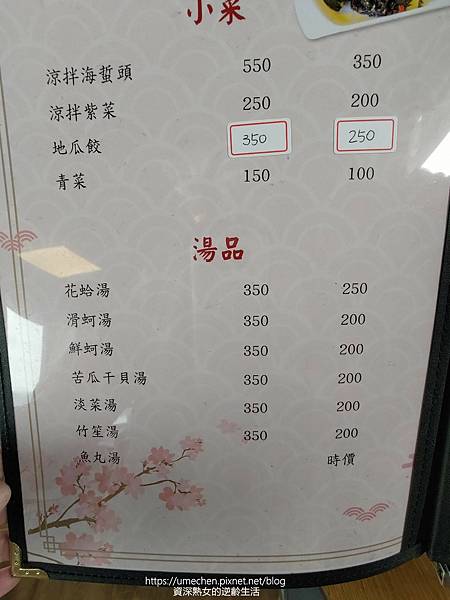 小菜
涼拌海蜇頭 550 350
涼拌紫菜 250 200
地瓜餃 350 250
青菜 150 100
湯品
花蛤湯 350 250
滑蚵湯 350 200
鮮蚵湯 350 200
苦瓜干貝湯 350 200
淡菜湯 350 200
竹笙湯 350 200
魚丸湯 時價
https://umechen.pixnet.net/blog
資深熟女的逆齡生活